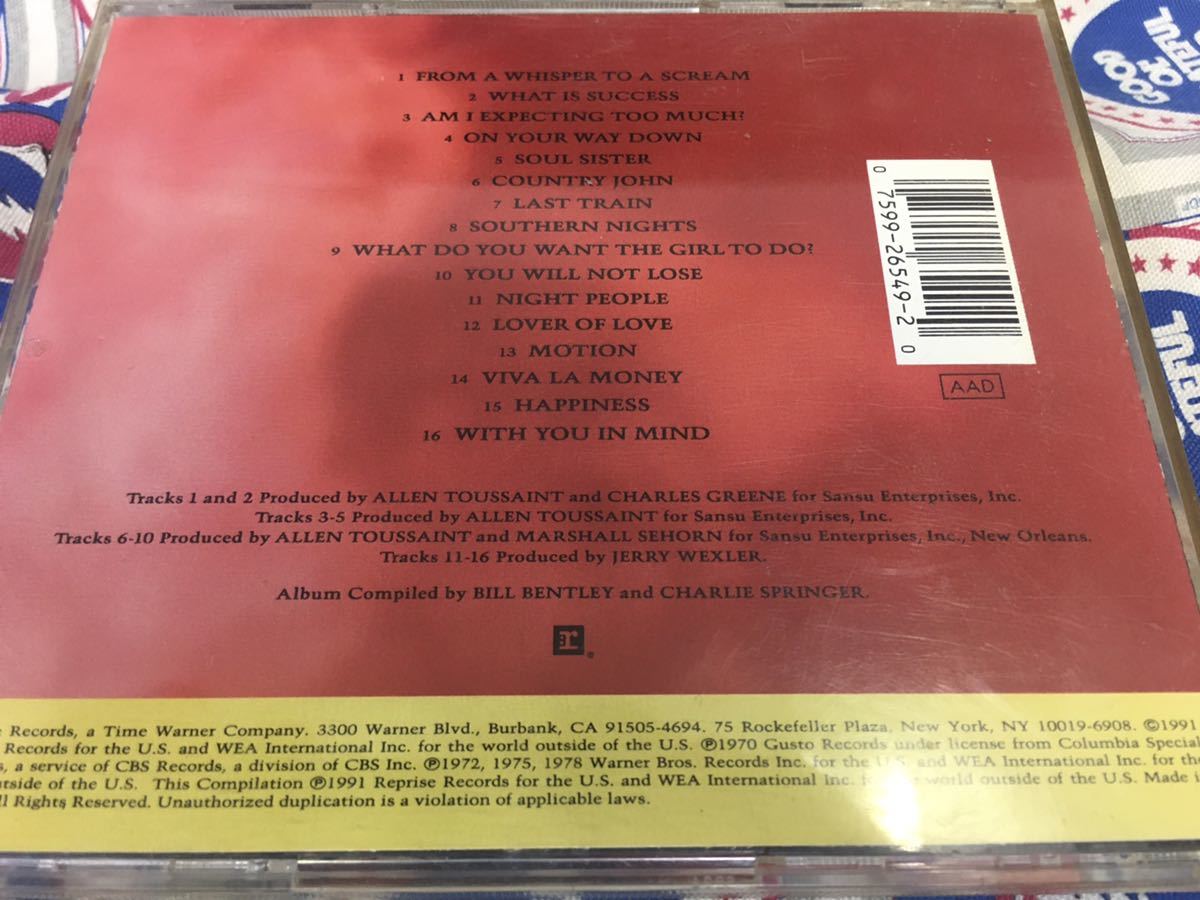 1 FROM A WHISPER TO A SCREAM
2 WHAT IS SUCCESS
3 AM I EXPECTING TOO MUCH?
4 ON YOUR WAY DOWN
5 SOUL SISTER
6 COUNTRY JOHN
7 LAST TRAIN
8 SOUTHERN NIGHTS
9 WHAT DO YOU WANT THE GIRL TO DO?
10 YOU WILL NOT LOSE
11 NIGHT PEOPLE
12 LOVER OF LOVE
13 MOTION
14 VIVA LA MONEY
15 HAPPINESS
16 WITH YOU IN MIND
0 7599-26549-2 0
AAD
Tracks 1 and 2 Produced by ALLEN TOUSSAINT and CHARLES GREENE for Sansu Enterprises, Inc.
Tracks 3-5 Produced by ALLEN TOUSSAINT for Sansu Enterprises, Inc.
Tracks 6-10 Produced by ALLEN TOUSSAINT and MARSHALL SEHORN for Sansu Enterprises, Inc., New Orleans.
Tracks 11-16 Produced by JERRY WEXLER.
Album Compiled by BILL BENTLEY and CHARLIE SPRINGER.
r ®
Records, a Time Warner Company. 3300 Warner Blvd., Burbank, CA 91505-4694. 75 Rockefeller Plaza, New York, NY 10019-6908. ©1991
Records for the U.S. and WEA International Inc. for the world outside of the U.S. ℗1970 Gusto Records under license from Columbia Special
a service of CBS Records, a division of CBS Inc. ℗1972, 1975, 1978 Warner Bros. Records Inc. for the U.S. and WEA International Inc. for
outside of the U.S. This Compilation ℗1991 Reprise Records for the U.S. and WEA International Inc. for the world outside of the U.S. Made
All Rights Reserved. Unauthorized duplication is a violation of applicable laws.
GOOD
OF